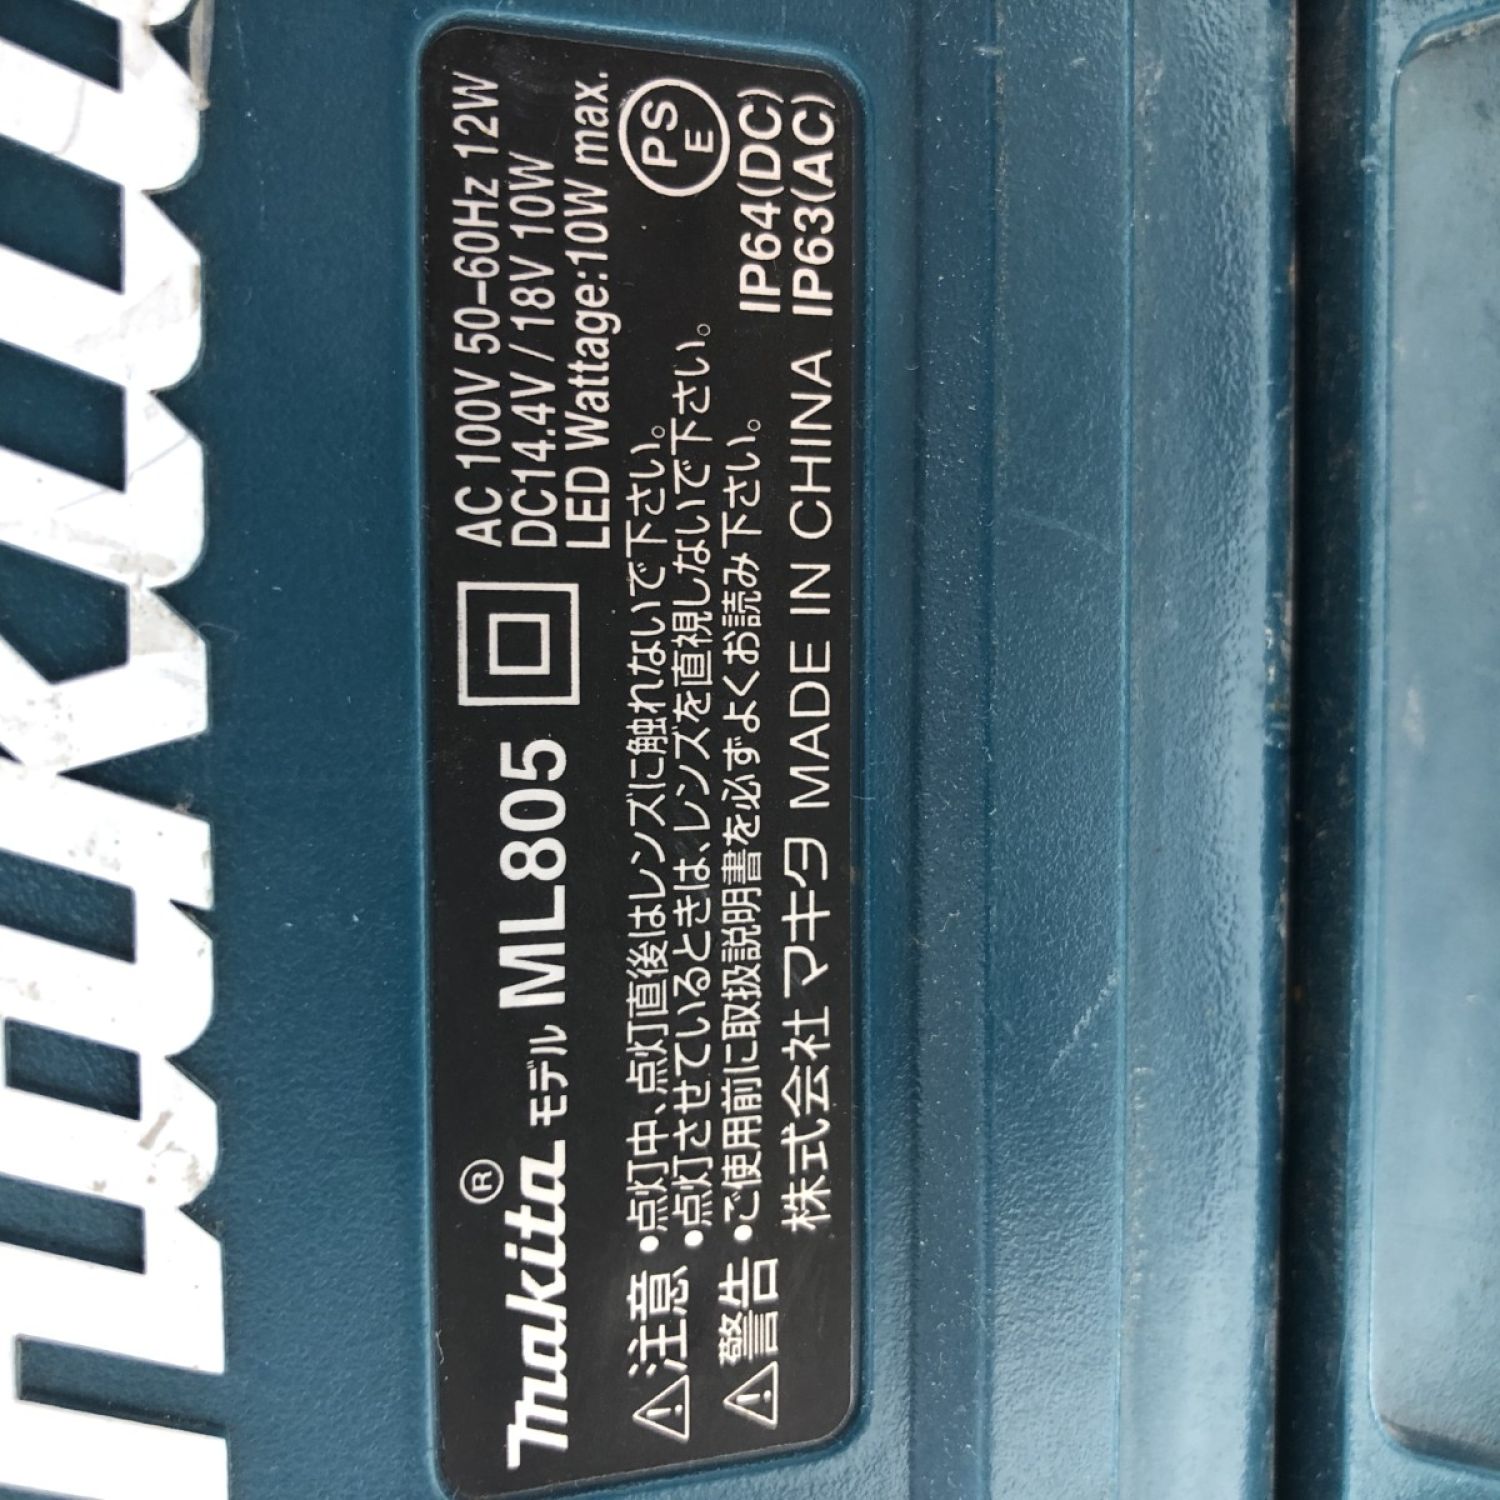 makita® モデル ML805
AC 100V 50–60Hz 12W
DC14.4V / 18V 10W
LED Wattage:10W max.
PS
E
⚠注意 •点灯中、点灯直後はレンズに触れないで下さい。
•点灯させているときは、レンズを直視しないで下さい。
⚠警告 •ご使用前に取扱説明書を必ずよくお読み下さい。
IP64(DC)
株式会社 マキタ MADE IN CHINA IP63(AC)